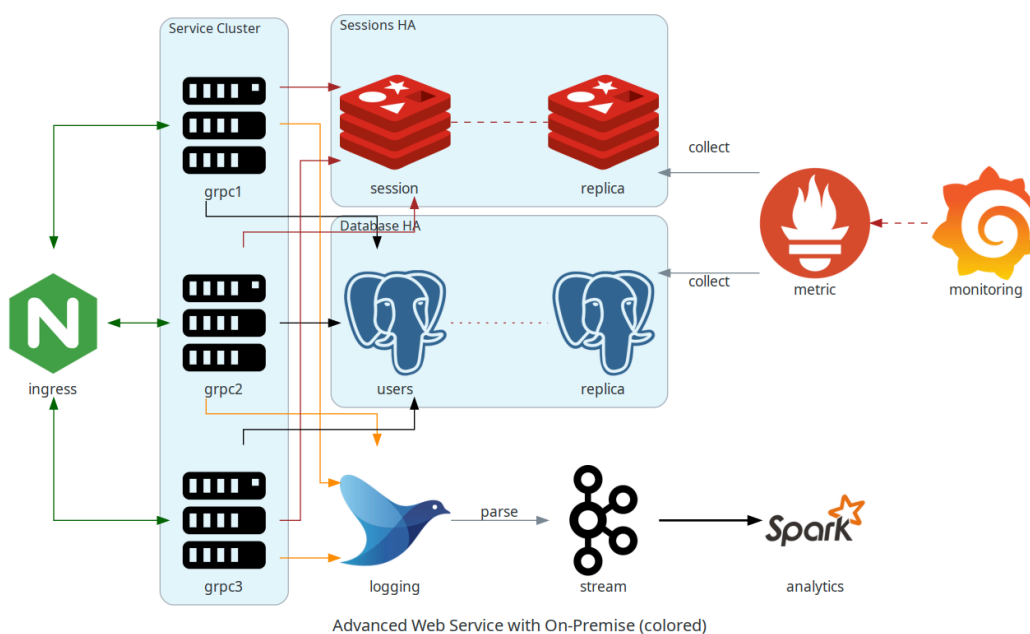 Service Cluster
Sessions HA
grpc1
session
replica
collect
Database HA
collect
metric
monitoring
N
ingress
grpc2
users
replica
parse
Spark
grpc3
logging
stream
analytics
Advanced Web Service with On-Premise (colored)